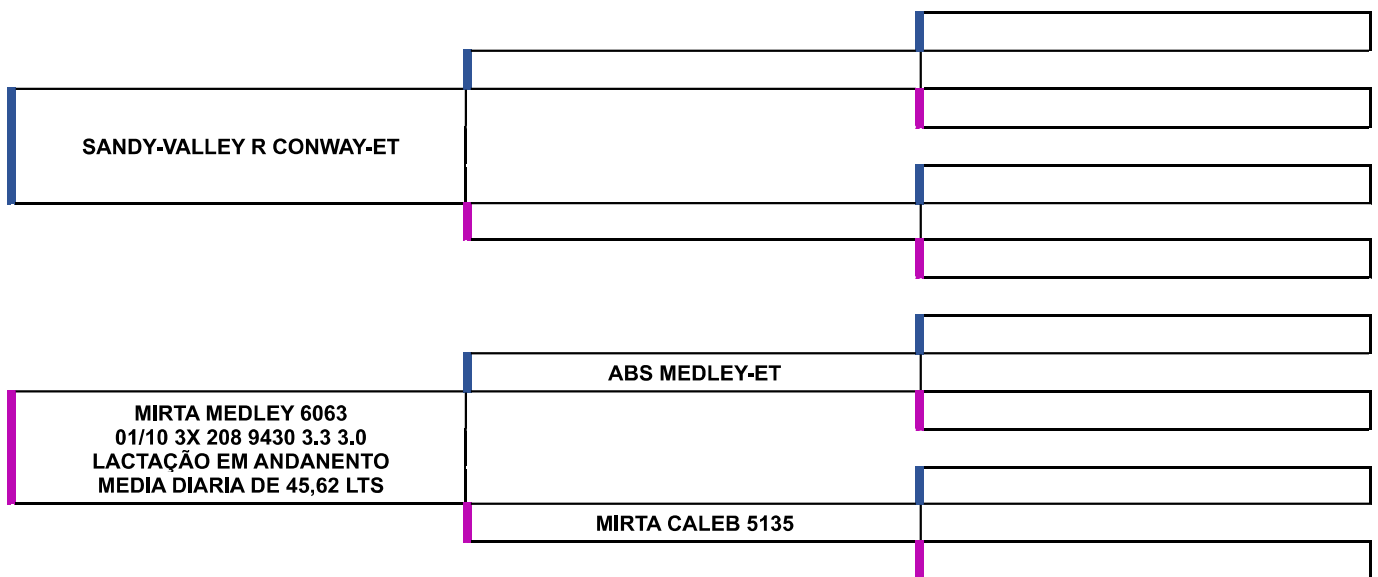 SANDY-VALLEY R CONWAY-ET
ABS MEDLEY-ET
MIRTA MEDLEY 6063
01/10 3X 208 9430 3.3 3.0
LACTAÇÃO EM ANDANENTO
MEDIA DIARIA DE 45,62 LTS
MIRTA CALEB 5135